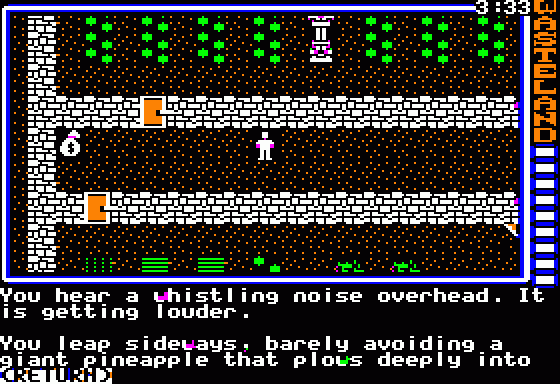 3:33
WASTELAND
You hear a whistling noise overhead. It
is getting louder.
You leap sideways, barely avoiding a
giant pineapple that plows deeply into
<RETURN>